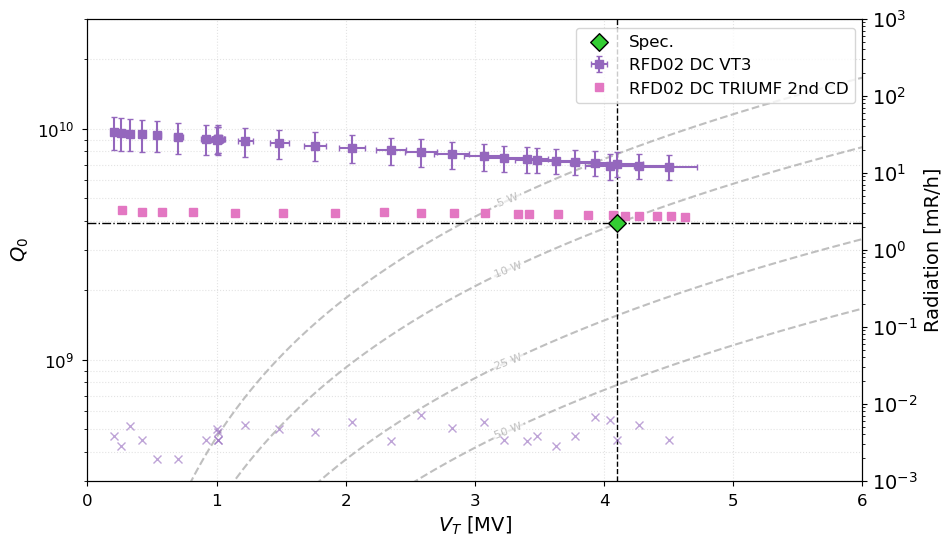 Spec.
RFD02 DC VT3
RFD02 DC TRIUMF 2nd CD
10^10
10^9
Q_0
10^3
10^2
10^1
10^0
10^-1
10^-2
10^-3
Radiation [mR/h]
5 W
10 W
25 W
50 W
0 1 2 3 4 5 6
V_T [MV]